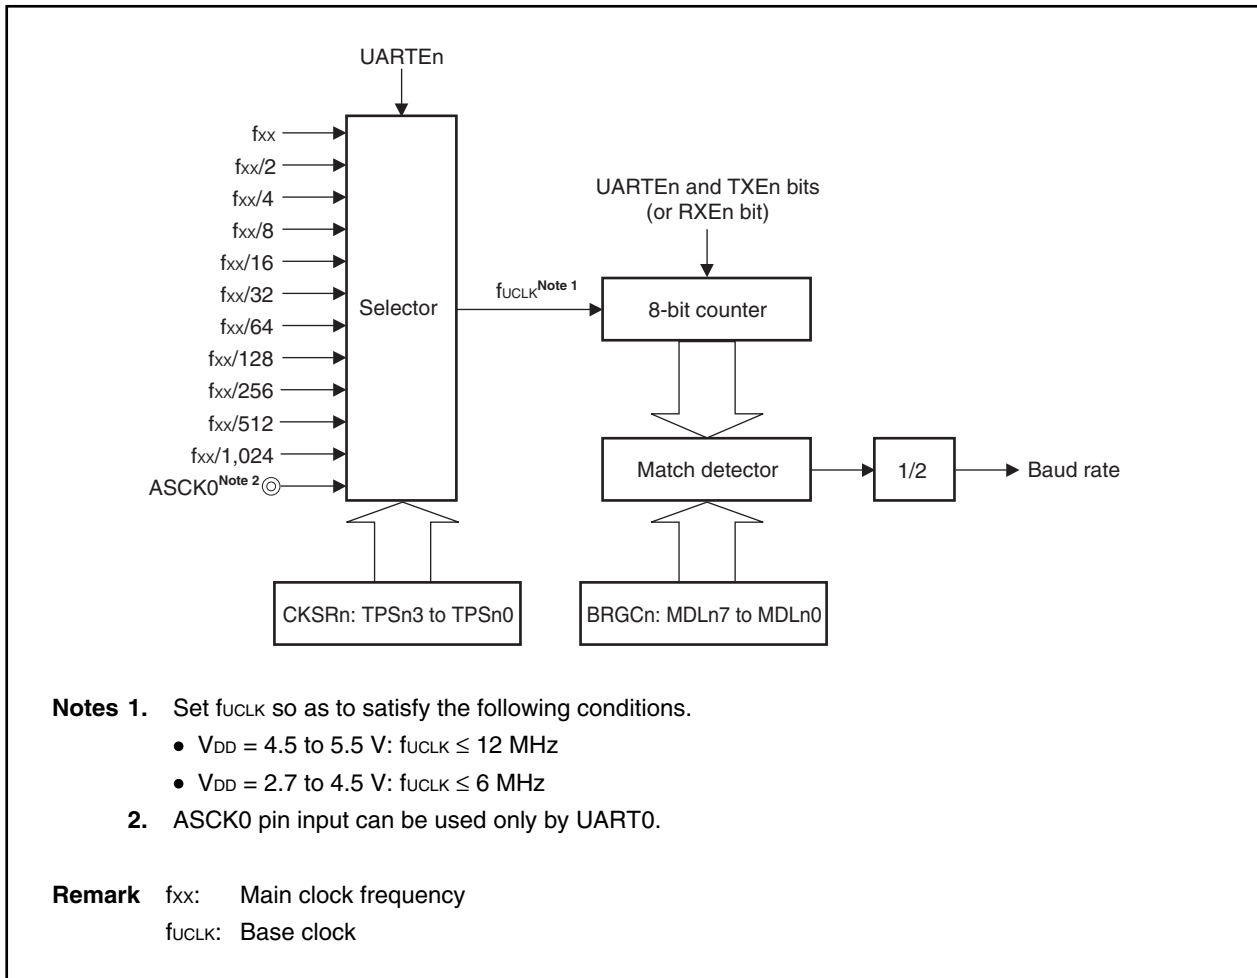 UARTEn
fxx
fxx/2
fxx/4
fxx/8
fxx/16
fxx/32
fxx/64
fxx/128
fxx/256
fxx/512
fxx/1,024
ASCK0Note 2
Selector
fUCLKNote 1
UARTEn and TXEn bits
(or RXEn bit)
8-bit counter
Match detector
1/2
Baud rate
CKSRn: TPSn3 to TPSn0
BRGCn: MDLn7 to MDLn0
Notes 1. Set fUCLK so as to satisfy the following conditions.
• VDD = 4.5 to 5.5 V: fUCLK ≤ 12 MHz
• VDD = 2.7 to 4.5 V: fUCLK ≤ 6 MHz
2. ASCK0 pin input can be used only by UART0.
Remark fxx: Main clock frequency
fUCLK: Base clock